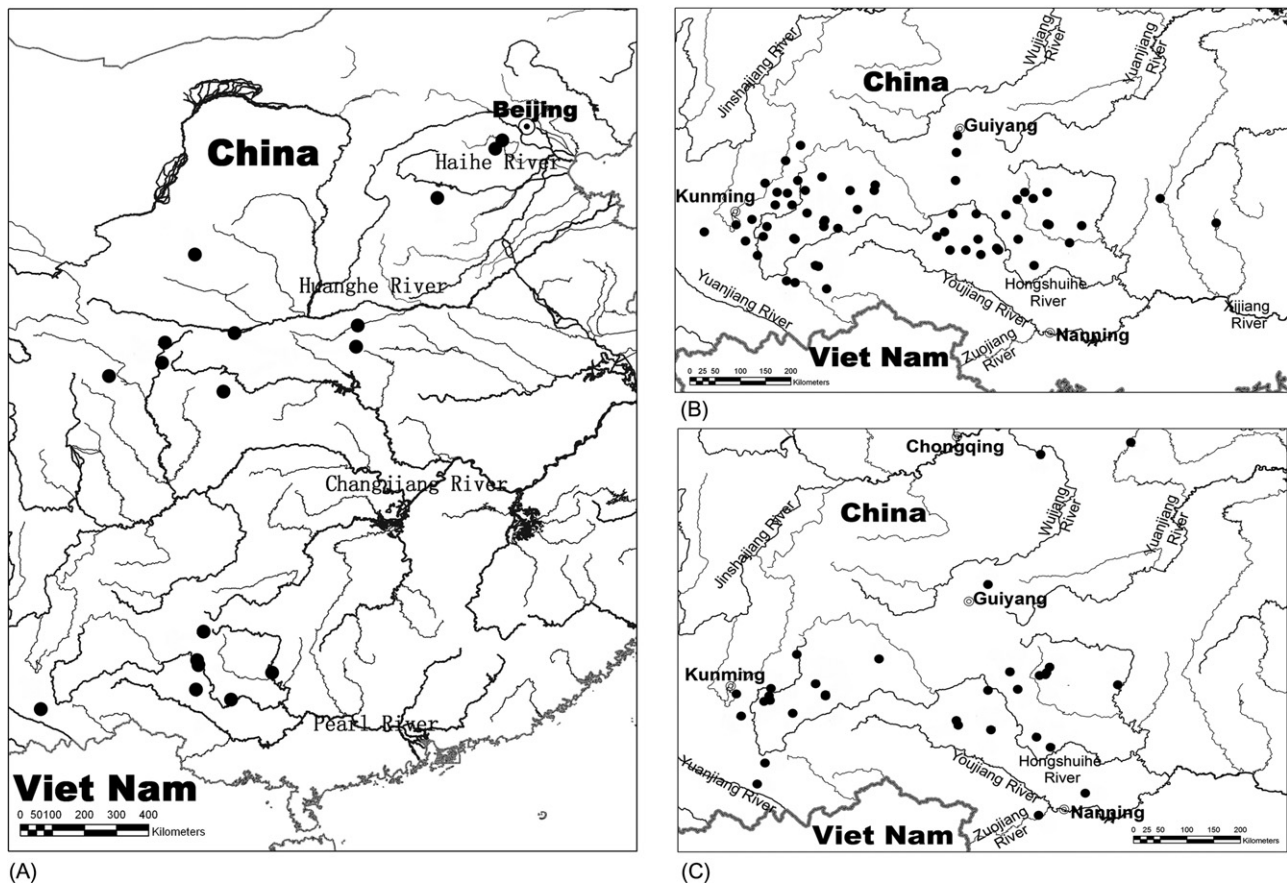 Beijing
China
Haihe River
Huanghe River
Changjiang River
Pearl River
Viet Nam
0 50100 200 300 400
Kilometers
(A)
Jinshajiang River
Wujiang
River
Yuanjiang
River
China
Guiyang
Kunming
Yuanjiang River
Youjiang River
Hongshuihe
River
Xijiang
River
Nanning
Zuojiang
River
Viet Nam
0 25 50 100 150 200
Kilometers
(B)
Chongqing
Jinshajiang River
Wujiang
River
Yuanjiang
River
China
Guiyang
Kunming
Hongshuihe
River
Yuanjiang River
Youjiang River
Nanning
Zuojiang
River
Viet Nam
0 25 50 100 150 200
Kilometers
(C)